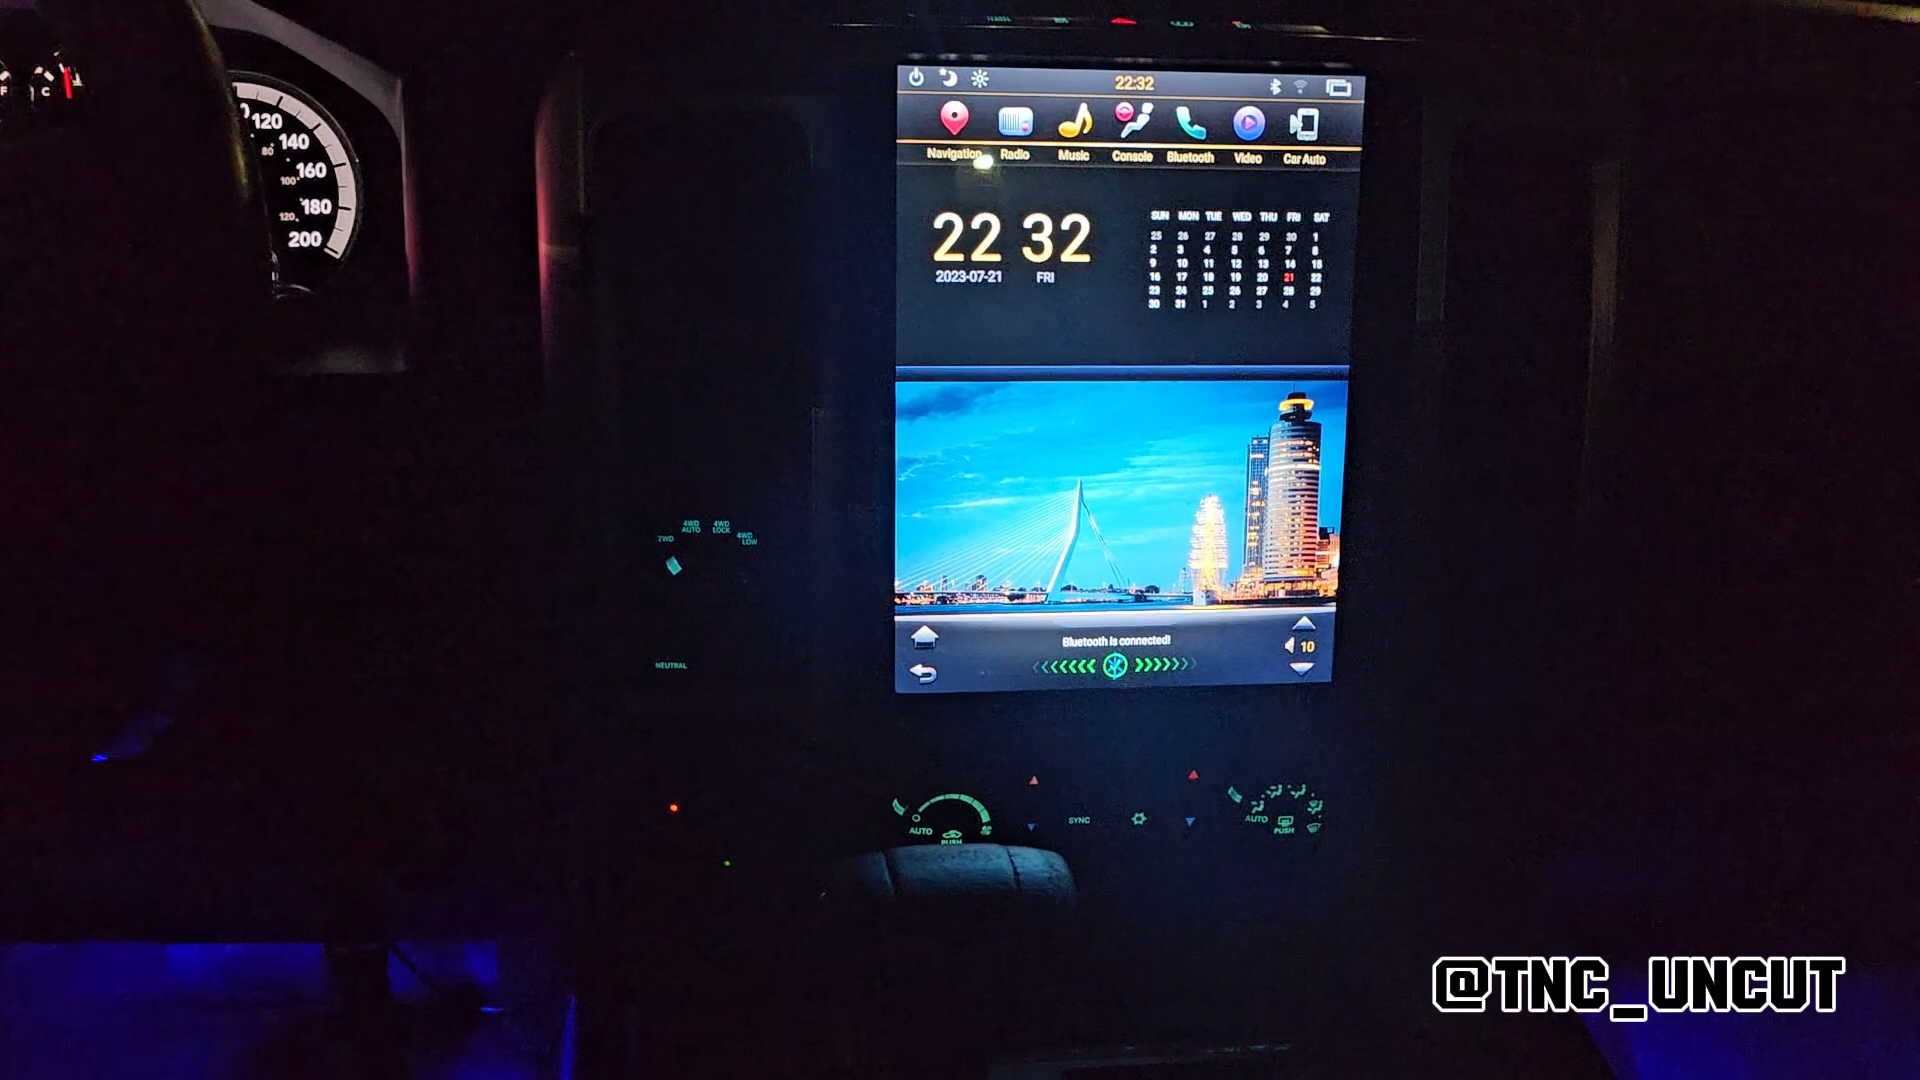 22:32
Navigation Radio Music Console Bluetooth Video Car Auto
22 32
2023-07-21 FRI
SUN MON TUE WED THU FRI SAT
25 26 27 28 29 30 1
2 3 4 5 6 7 8
9 10 11 12 13 14 15
16 17 18 19 20 21 22
23 24 25 26 27 28 29
30 31 1 2 3 4 5
Bluetooth is connected!
10
F C
120
140
160
180
200
80
100
120
2WD
4WD AUTO
4WD LOCK
4WD LOW
NEUTRAL
AUTO
PUSH
SYNC
AUTO
PUSH
@TNC_UNCUT